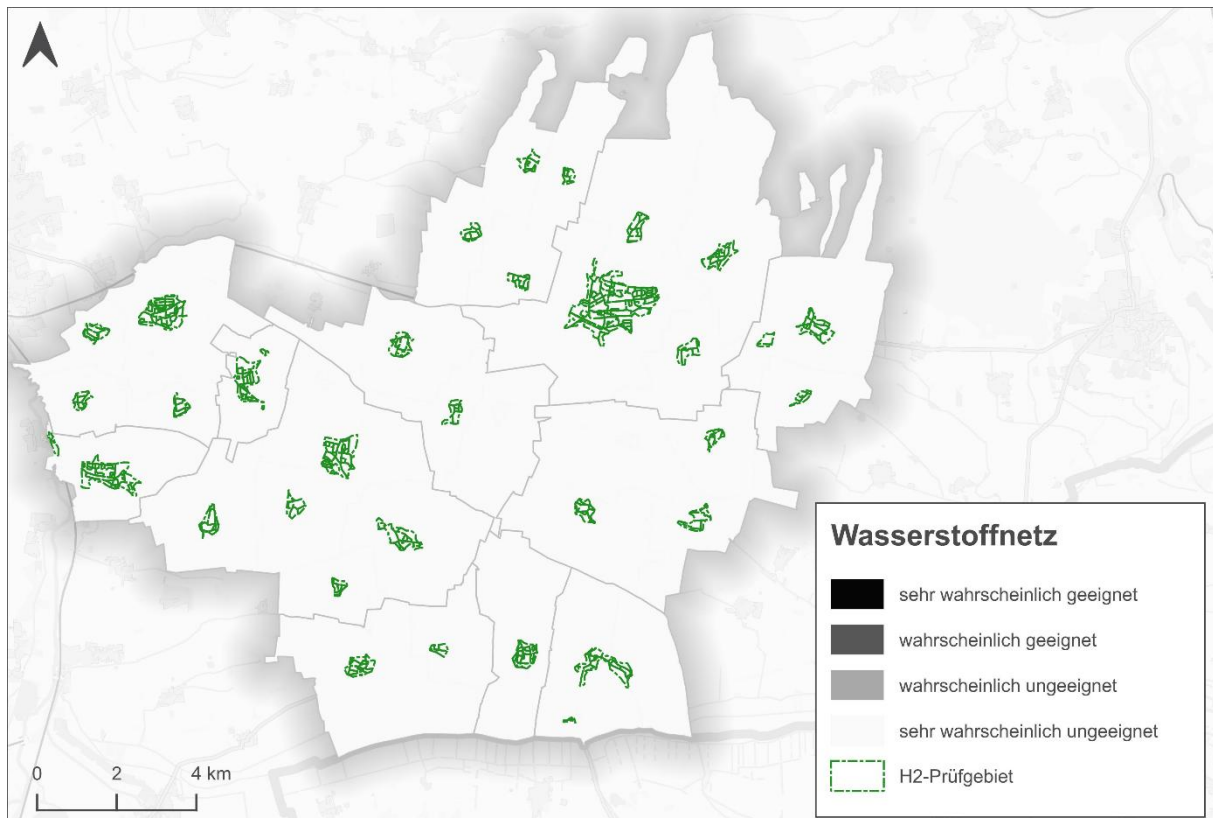 Wasserstoffnetz
sehr wahrscheinlich geeignet
wahrscheinlich geeignet
wahrscheinlich ungeeignet
sehr wahrscheinlich ungeeignet
H2-Prüfgebiet
0 2 4 km